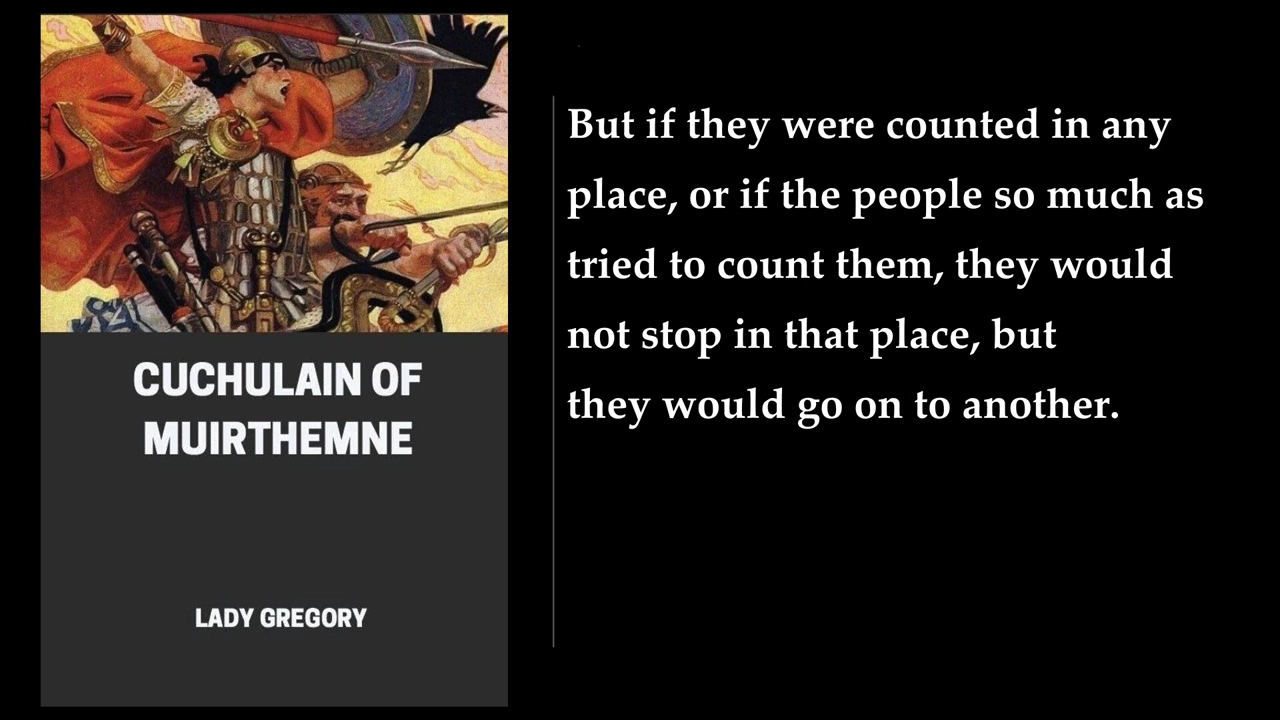 CUCHULAIN OF
MUIRTHEMNE
LADY GREGORY
But if they were counted in any
place, or if the people so much as
tried to count them, they would
not stop in that place, but
they would go on to another.